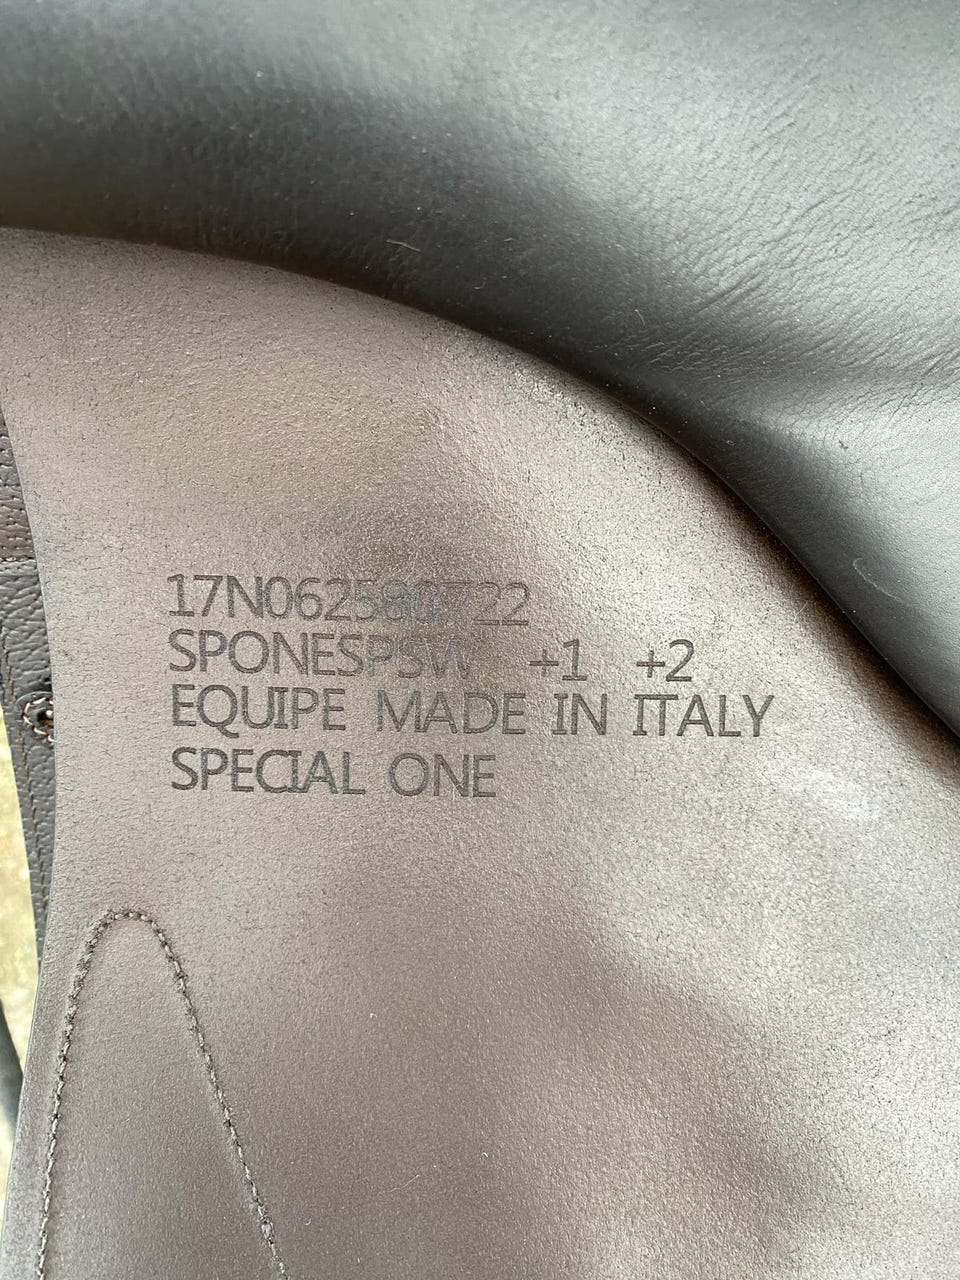 17N062580722
SPONESPSW +1 +2
EQUIPE MADE IN ITALY
SPECIAL ONE